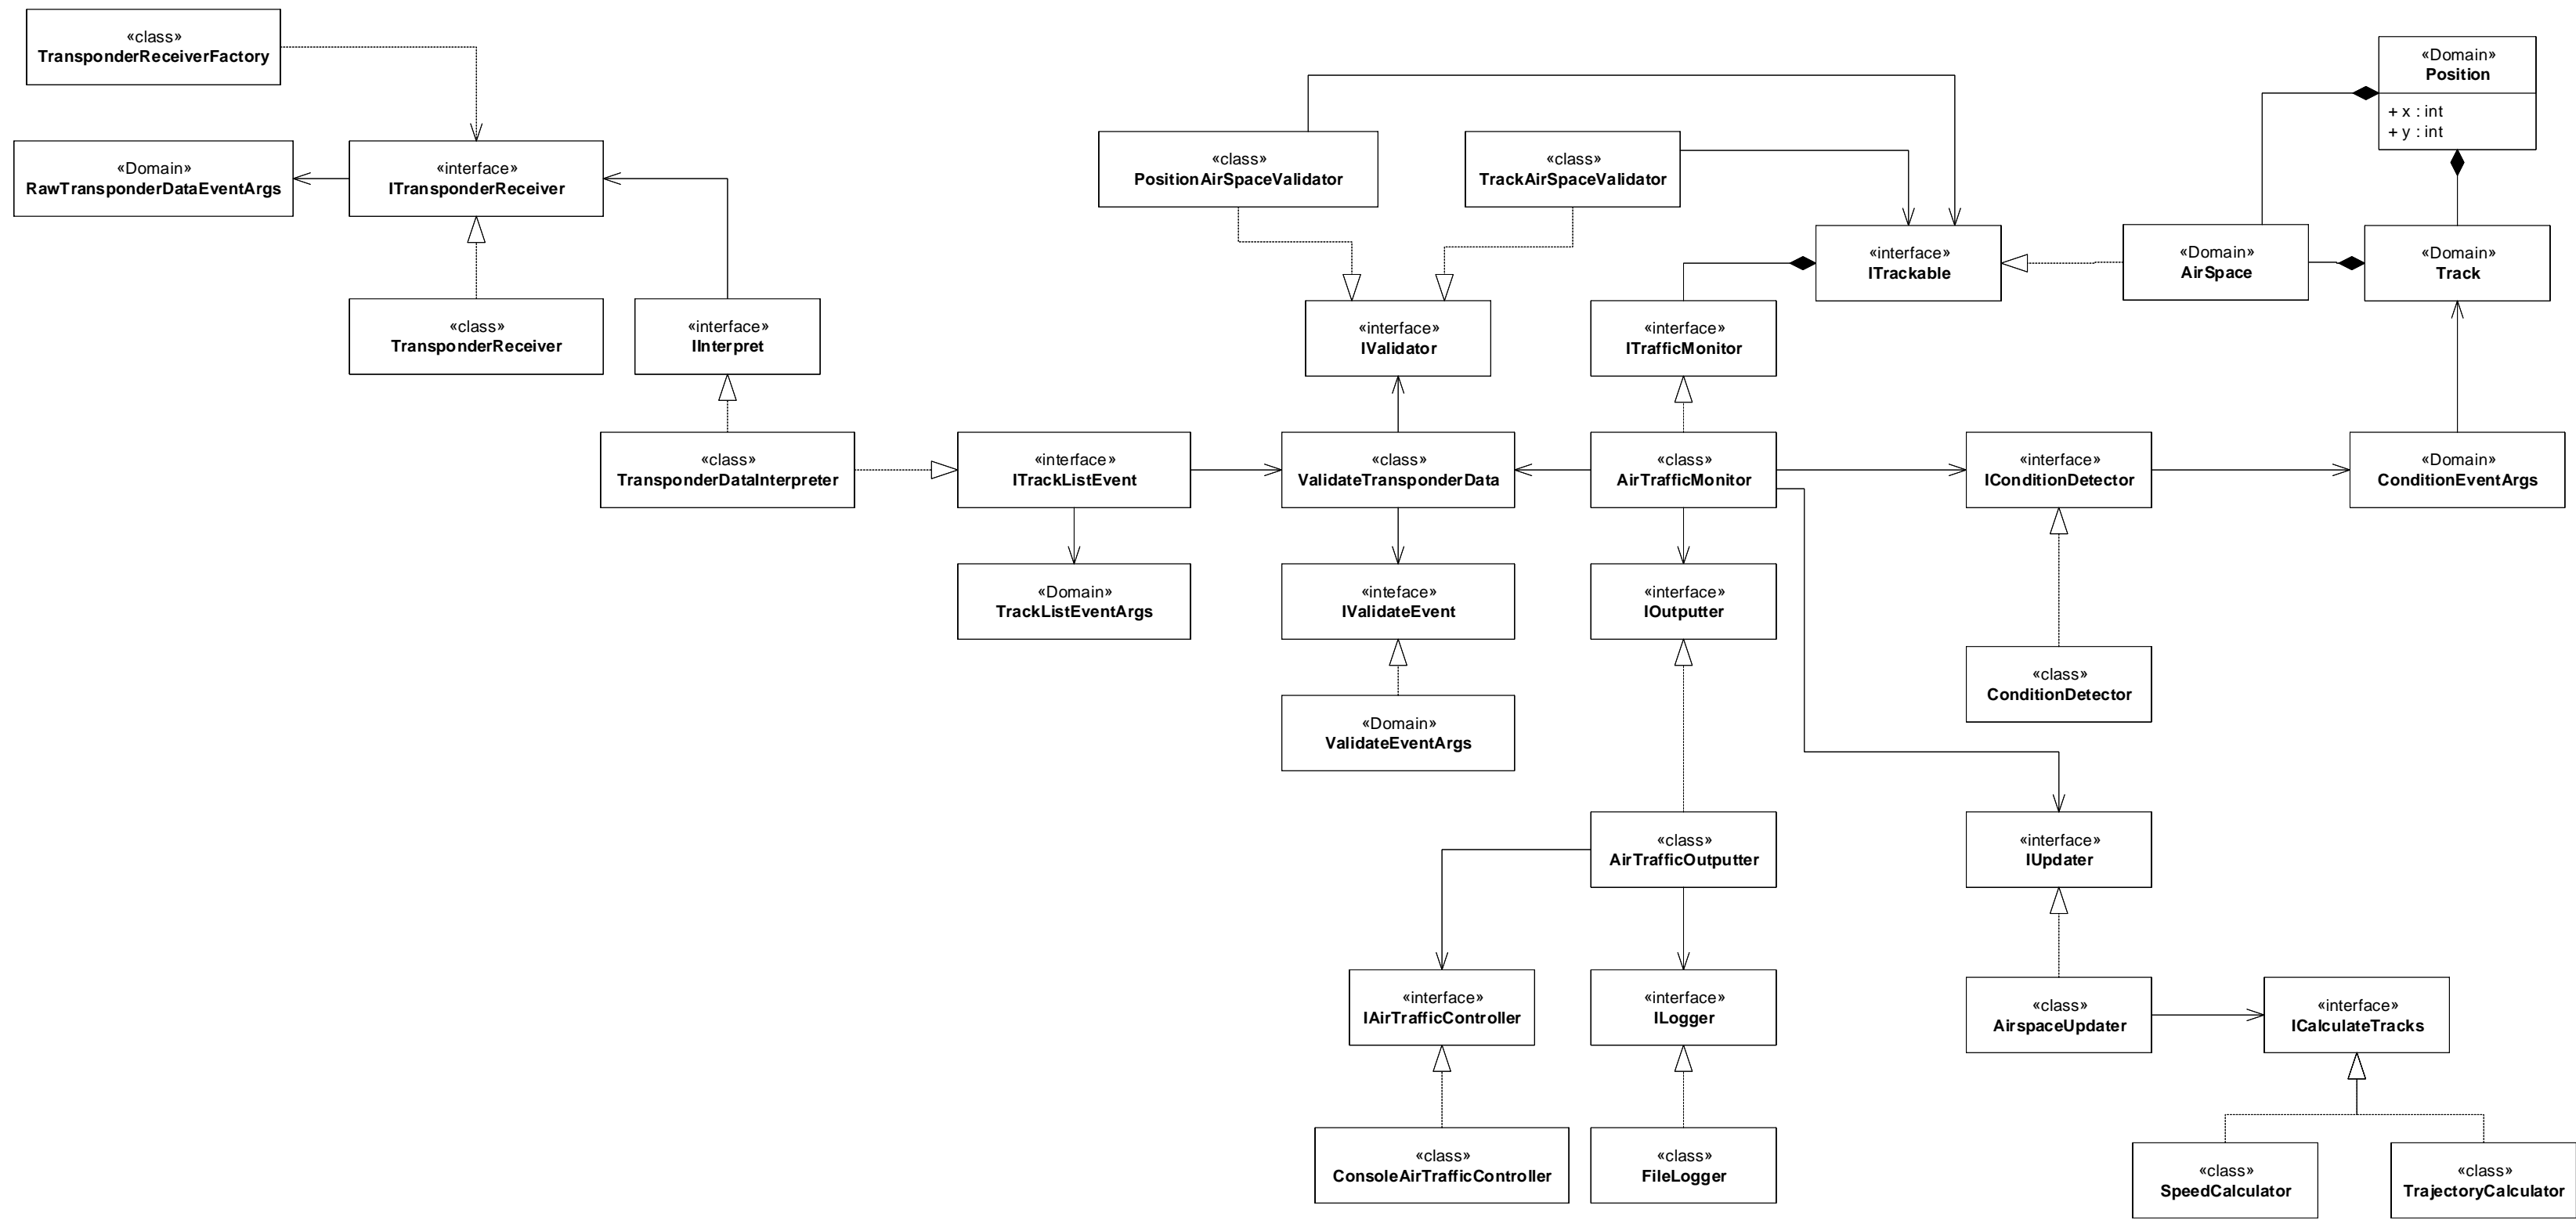 «class»
TransponderReceiverFactory
«Domain»
Position
+ x : int
+ y : int
«Domain»
RawTransponderDataEventArgs
«interface»
ITransponderReceiver
«class»
PositionAirSpaceValidator
«class»
TrackAirSpaceValidator
«interface»
ITrackable
«Domain»
AirSpace
«Domain»
Track
«class»
TransponderReceiver
«interface»
IInterpret
«interface»
IValidator
«interface»
ITrafficMonitor
«class»
TransponderDataInterpreter
«interface»
ITrackListEvent
«class»
ValidateTransponderData
«class»
AirTrafficMonitor
«interface»
IConditionDetector
«Domain»
ConditionEventArgs
«Domain»
TrackListEventArgs
«inteface»
IValidateEvent
«interface»
IOutputter
«class»
ConditionDetector
«Domain»
ValidateEventArgs
«class»
AirTrafficOutputter
«interface»
IUpdater
«interface»
IAirTrafficController
«interface»
ILogger
«class»
AirspaceUpdater
«interface»
ICalculateTracks
«class»
ConsoleAirTrafficController
«class»
FileLogger
«class»
SpeedCalculator
«class»
TrajectoryCalculator